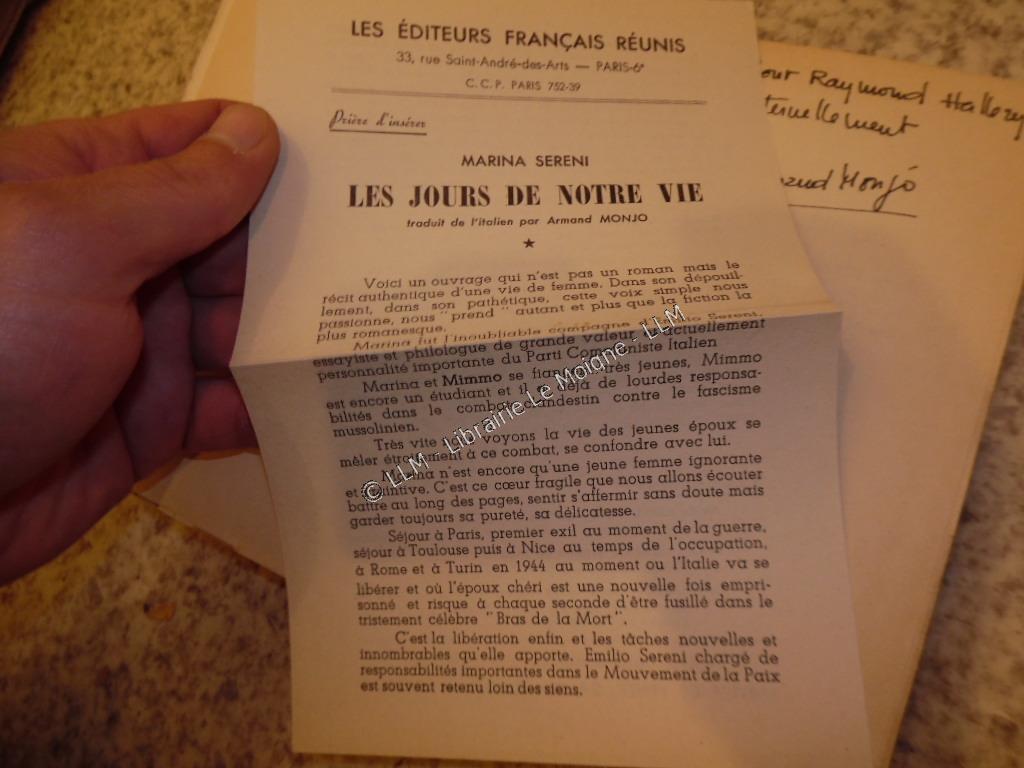 LES ÉDITEURS FRANÇAIS RÉUNIS
33, rue Saint-André-des-Arts — PARIS-6e
C. C. P. PARIS 752-39
Prière d'insérer
MARINA SERENI
LES JOURS DE NOTRE VIE
traduit de l'italien par Armand MONJO
★
Voici un ouvrage qui n'est pas un roman mais le
récit authentique d'une vie de femme. Dans son dépouil-
lement, dans son pathétique, cette voix simple nous
passionne, nous "prend" autant et plus que la fiction la
plus romanesque.
Marina fut l'inoubliable compagne d'Emilio Sereni,
essayiste et philologue de grande valeur, actuellement
personnalité importante du Parti Communiste Italien
Marina et Mimmo se fiancent très jeunes, Mimmo
est encore un étudiant et il a déjà de lourdes responsa-
bilités dans le combat clandestin contre le fascisme
mussolinien.
Très vite nous voyons la vie des jeunes époux se
mêler étroitement à ce combat, se confondre avec lui.
Marina n'est encore qu'une jeune femme ignorante
et intuitive. C'est ce cœur fragile que nous allons écouter
battre au long des pages, sentir s'affermir sans doute mais
garder toujours sa pureté, sa délicatesse.
Séjour à Paris, premier exil au moment de la guerre,
séjour à Toulouse puis à Nice au temps de l'occupation,
à Rome et à Turin en 1944 au moment ou l'Italie va se
libérer et où l'époux chéri est une nouvelle fois empri-
sonné et risque à chaque seconde d'être fusillé dans le
tristement célèbre "Bras de la Mort".
C'est la libération enfin et les tâches nouvelles et
innombrables qu'elle apporte. Emilio Sereni chargé de
responsabilités importantes dans le Mouvement de la Paix
est souvent retenu loin des siens.
our Raymond
ternellement
and Monjo
© LLM - Librairie Le Moiane - LLM